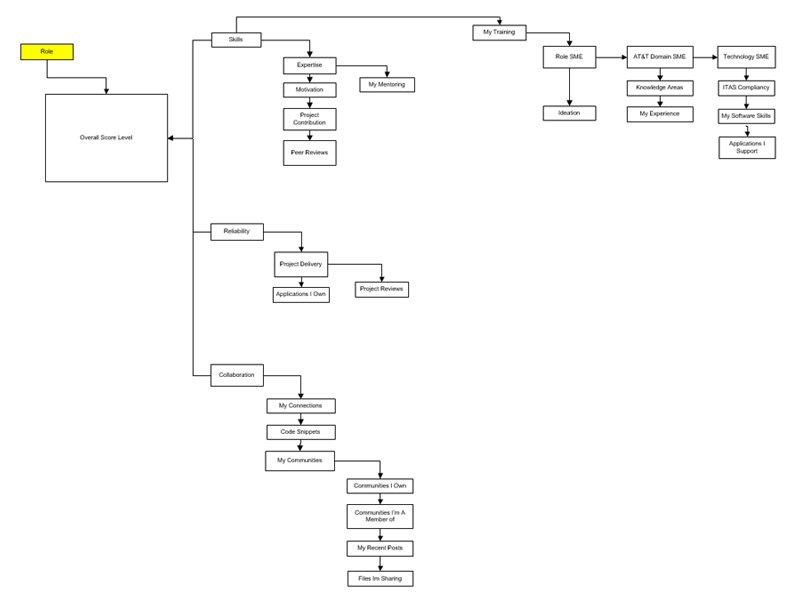 Role
Overall Score Level
Skills
Expertise
My Mentoring
Motivation
Project
Contribution
Peer Reviews
My Training
Role SME
Ideation
AT&T Domain SME
Knowledge Areas
My Experience
Technology SME
ITAS Compliancy
My Software Skills
Applications I
Support
Reliability
Project Delivery
Applications I Own
Project Reviews
Collaboration
My Connections
Code Snippets
My Communities
Communities I Own
Communities I'm A
Member of
My Recent Posts
Files Im Sharing